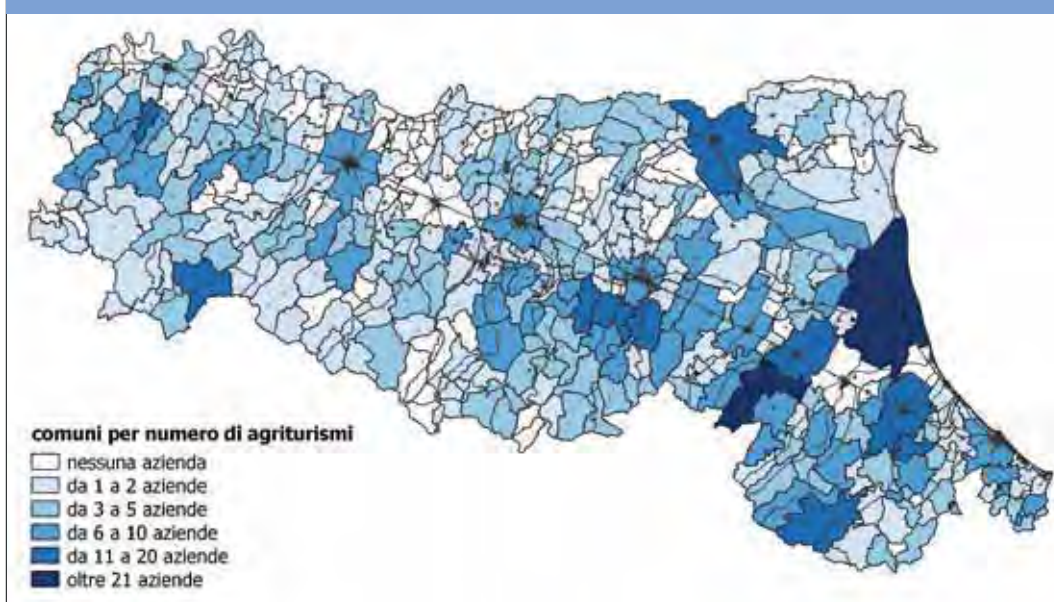 comuni per numero di agriturismi
nessuna azienda
da 1 a 2 aziende
da 3 a 5 aziende
da 6 a 10 aziende
da 11 a 20 aziende
oltre 21 aziende